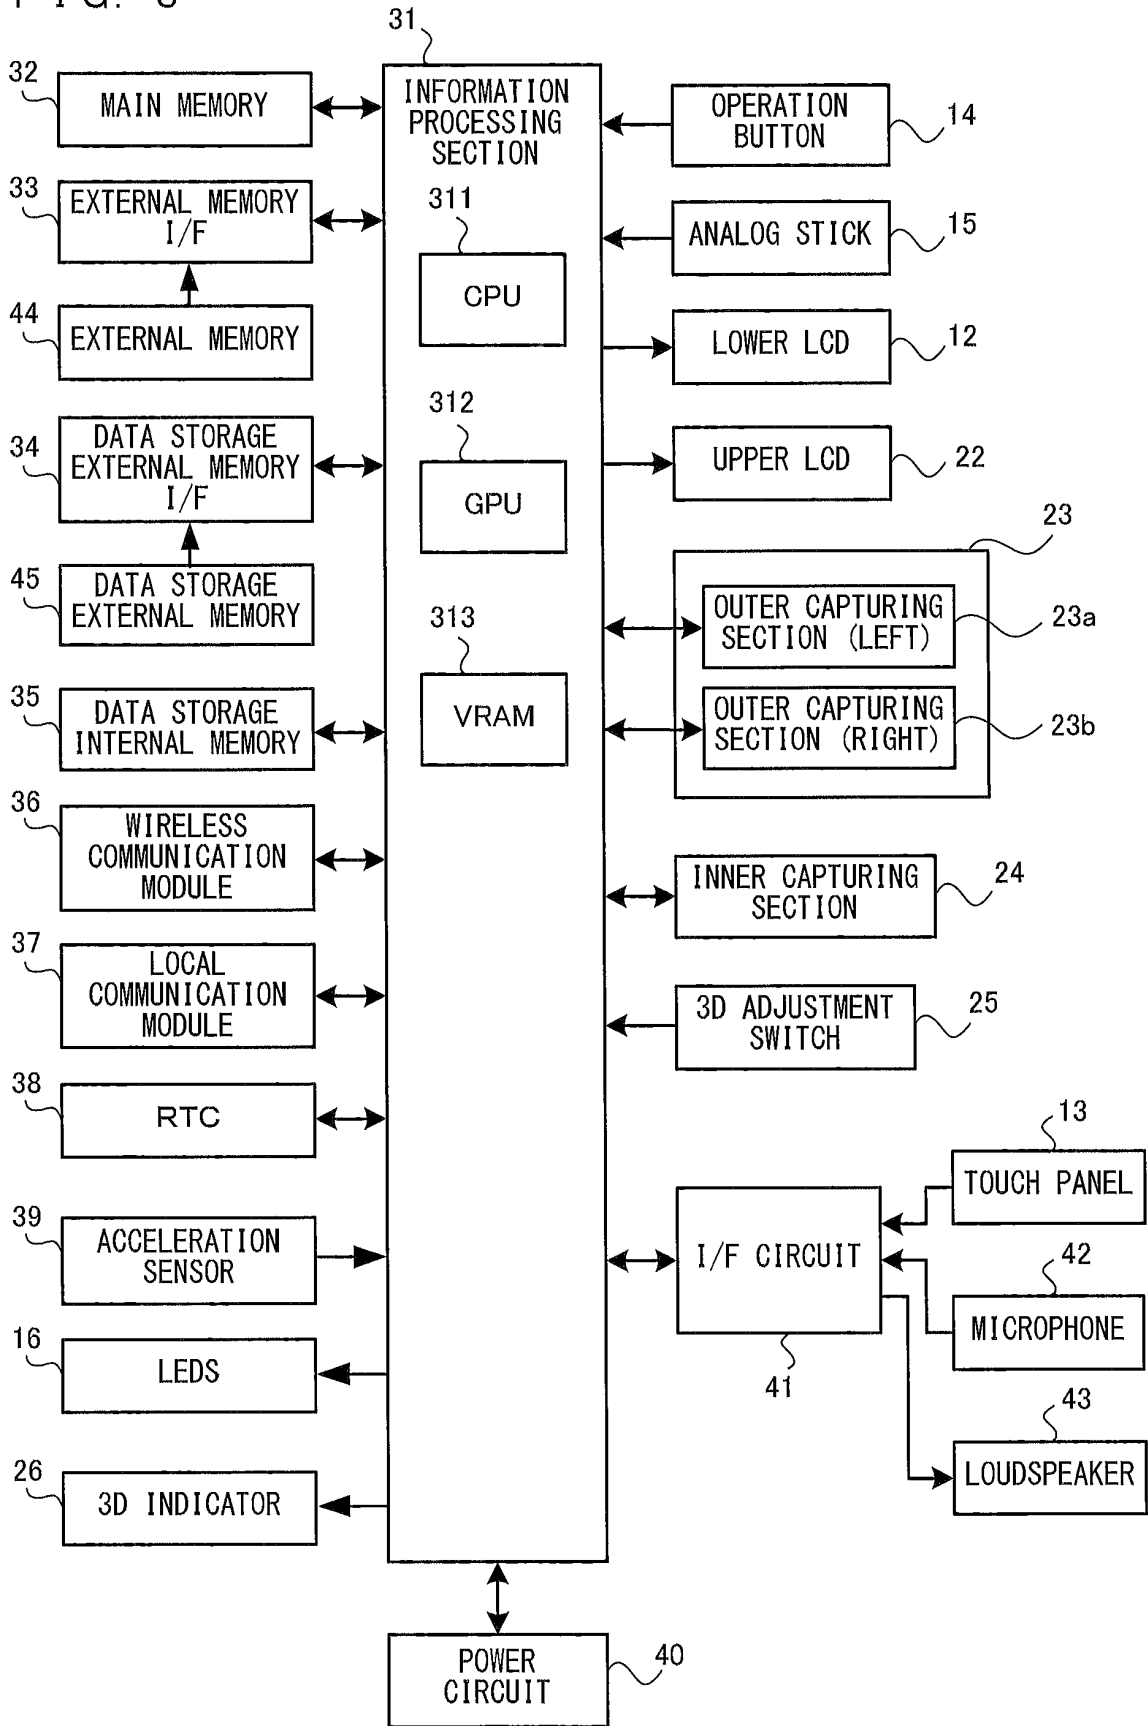 31
32
MAIN MEMORY
33
EXTERNAL MEMORY
I/F
44
EXTERNAL MEMORY
34
DATA STORAGE
EXTERNAL MEMORY
I/F
45
DATA STORAGE
EXTERNAL MEMORY
35
DATA STORAGE
INTERNAL MEMORY
36
WIRELESS
COMMUNICATION
MODULE
37
LOCAL
COMMUNICATION
MODULE
38
RTC
39
ACCELERATION
SENSOR
16
LEDS
26
3D INDICATOR
INFORMATION
PROCESSING
SECTION
311
CPU
312
GPU
313
VRAM
OPERATION
BUTTON
14
ANALOG STICK
15
LOWER LCD
12
UPPER LCD
22
23
OUTER CAPTURING
SECTION (LEFT)
23a
OUTER CAPTURING
SECTION (RIGHT)
23b
INNER CAPTURING
SECTION
24
3D ADJUSTMENT
SWITCH
25
13
TOUCH PANEL
I/F CIRCUIT
41
42
MICROPHONE
43
LOUDSPEAKER
POWER
CIRCUIT
40